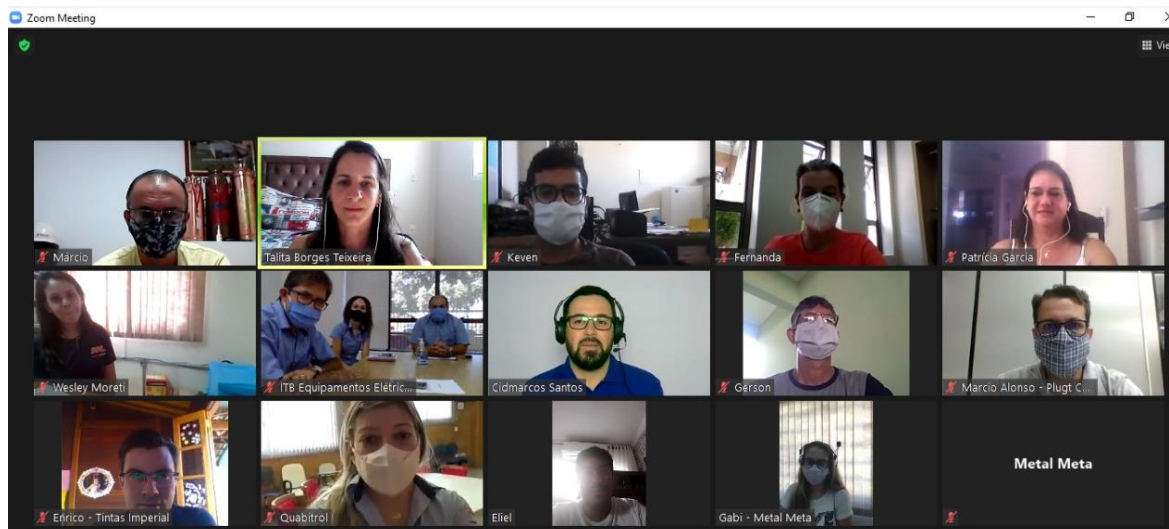 Zoom Meeting
Vie
Márcio
Talita Borges Teixeira
Keven
Fernanda
Patrícia Garcia
Wesley Moreti
ITB Equipamentos Elétric...
Cidmarcos Santos
Gerson
Marcio Alonso - Plugt C...
Enrico - Tintas Imperial
Quabitrol
Eliel
Gabi - Metal Meta
Metal Meta